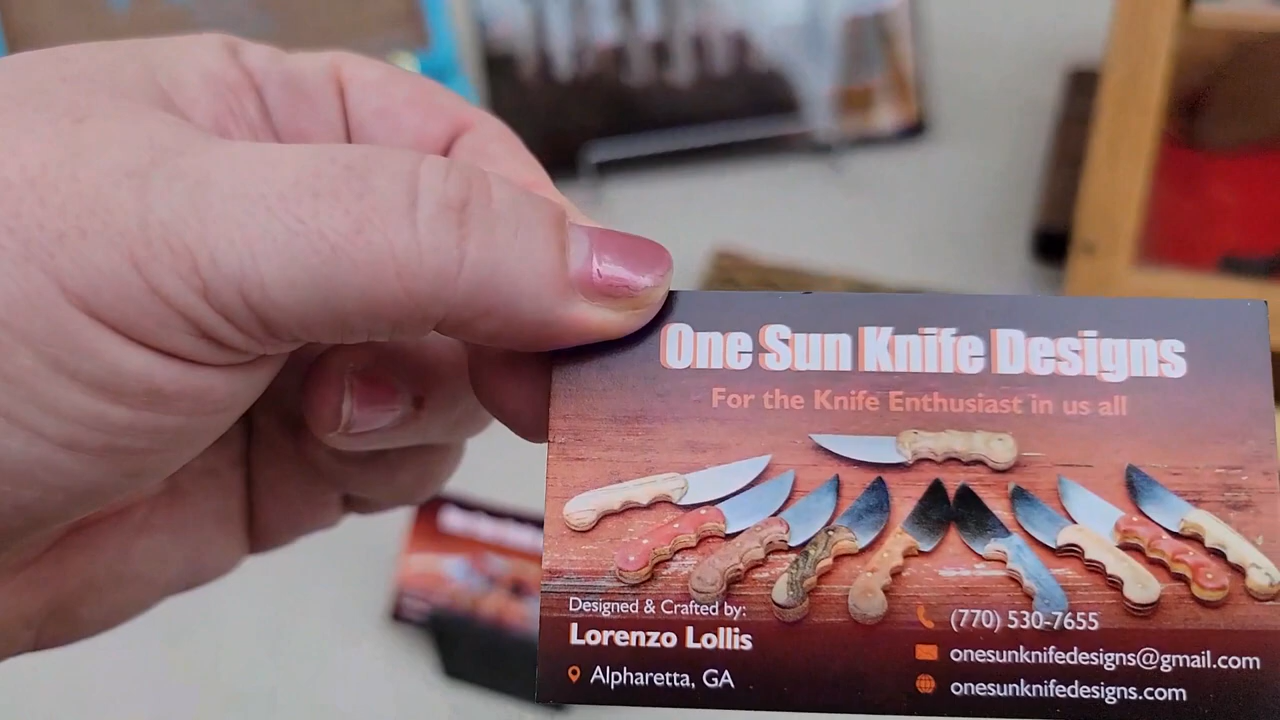 One Sun Knife Designs
For the Knife Enthusiast in us all
Designed & Crafted by:
Lorenzo Lollis
Alpharetta, GA
(770) 530-7655
onesunknifedesigns@gmail.com
onesunknifedesigns.com